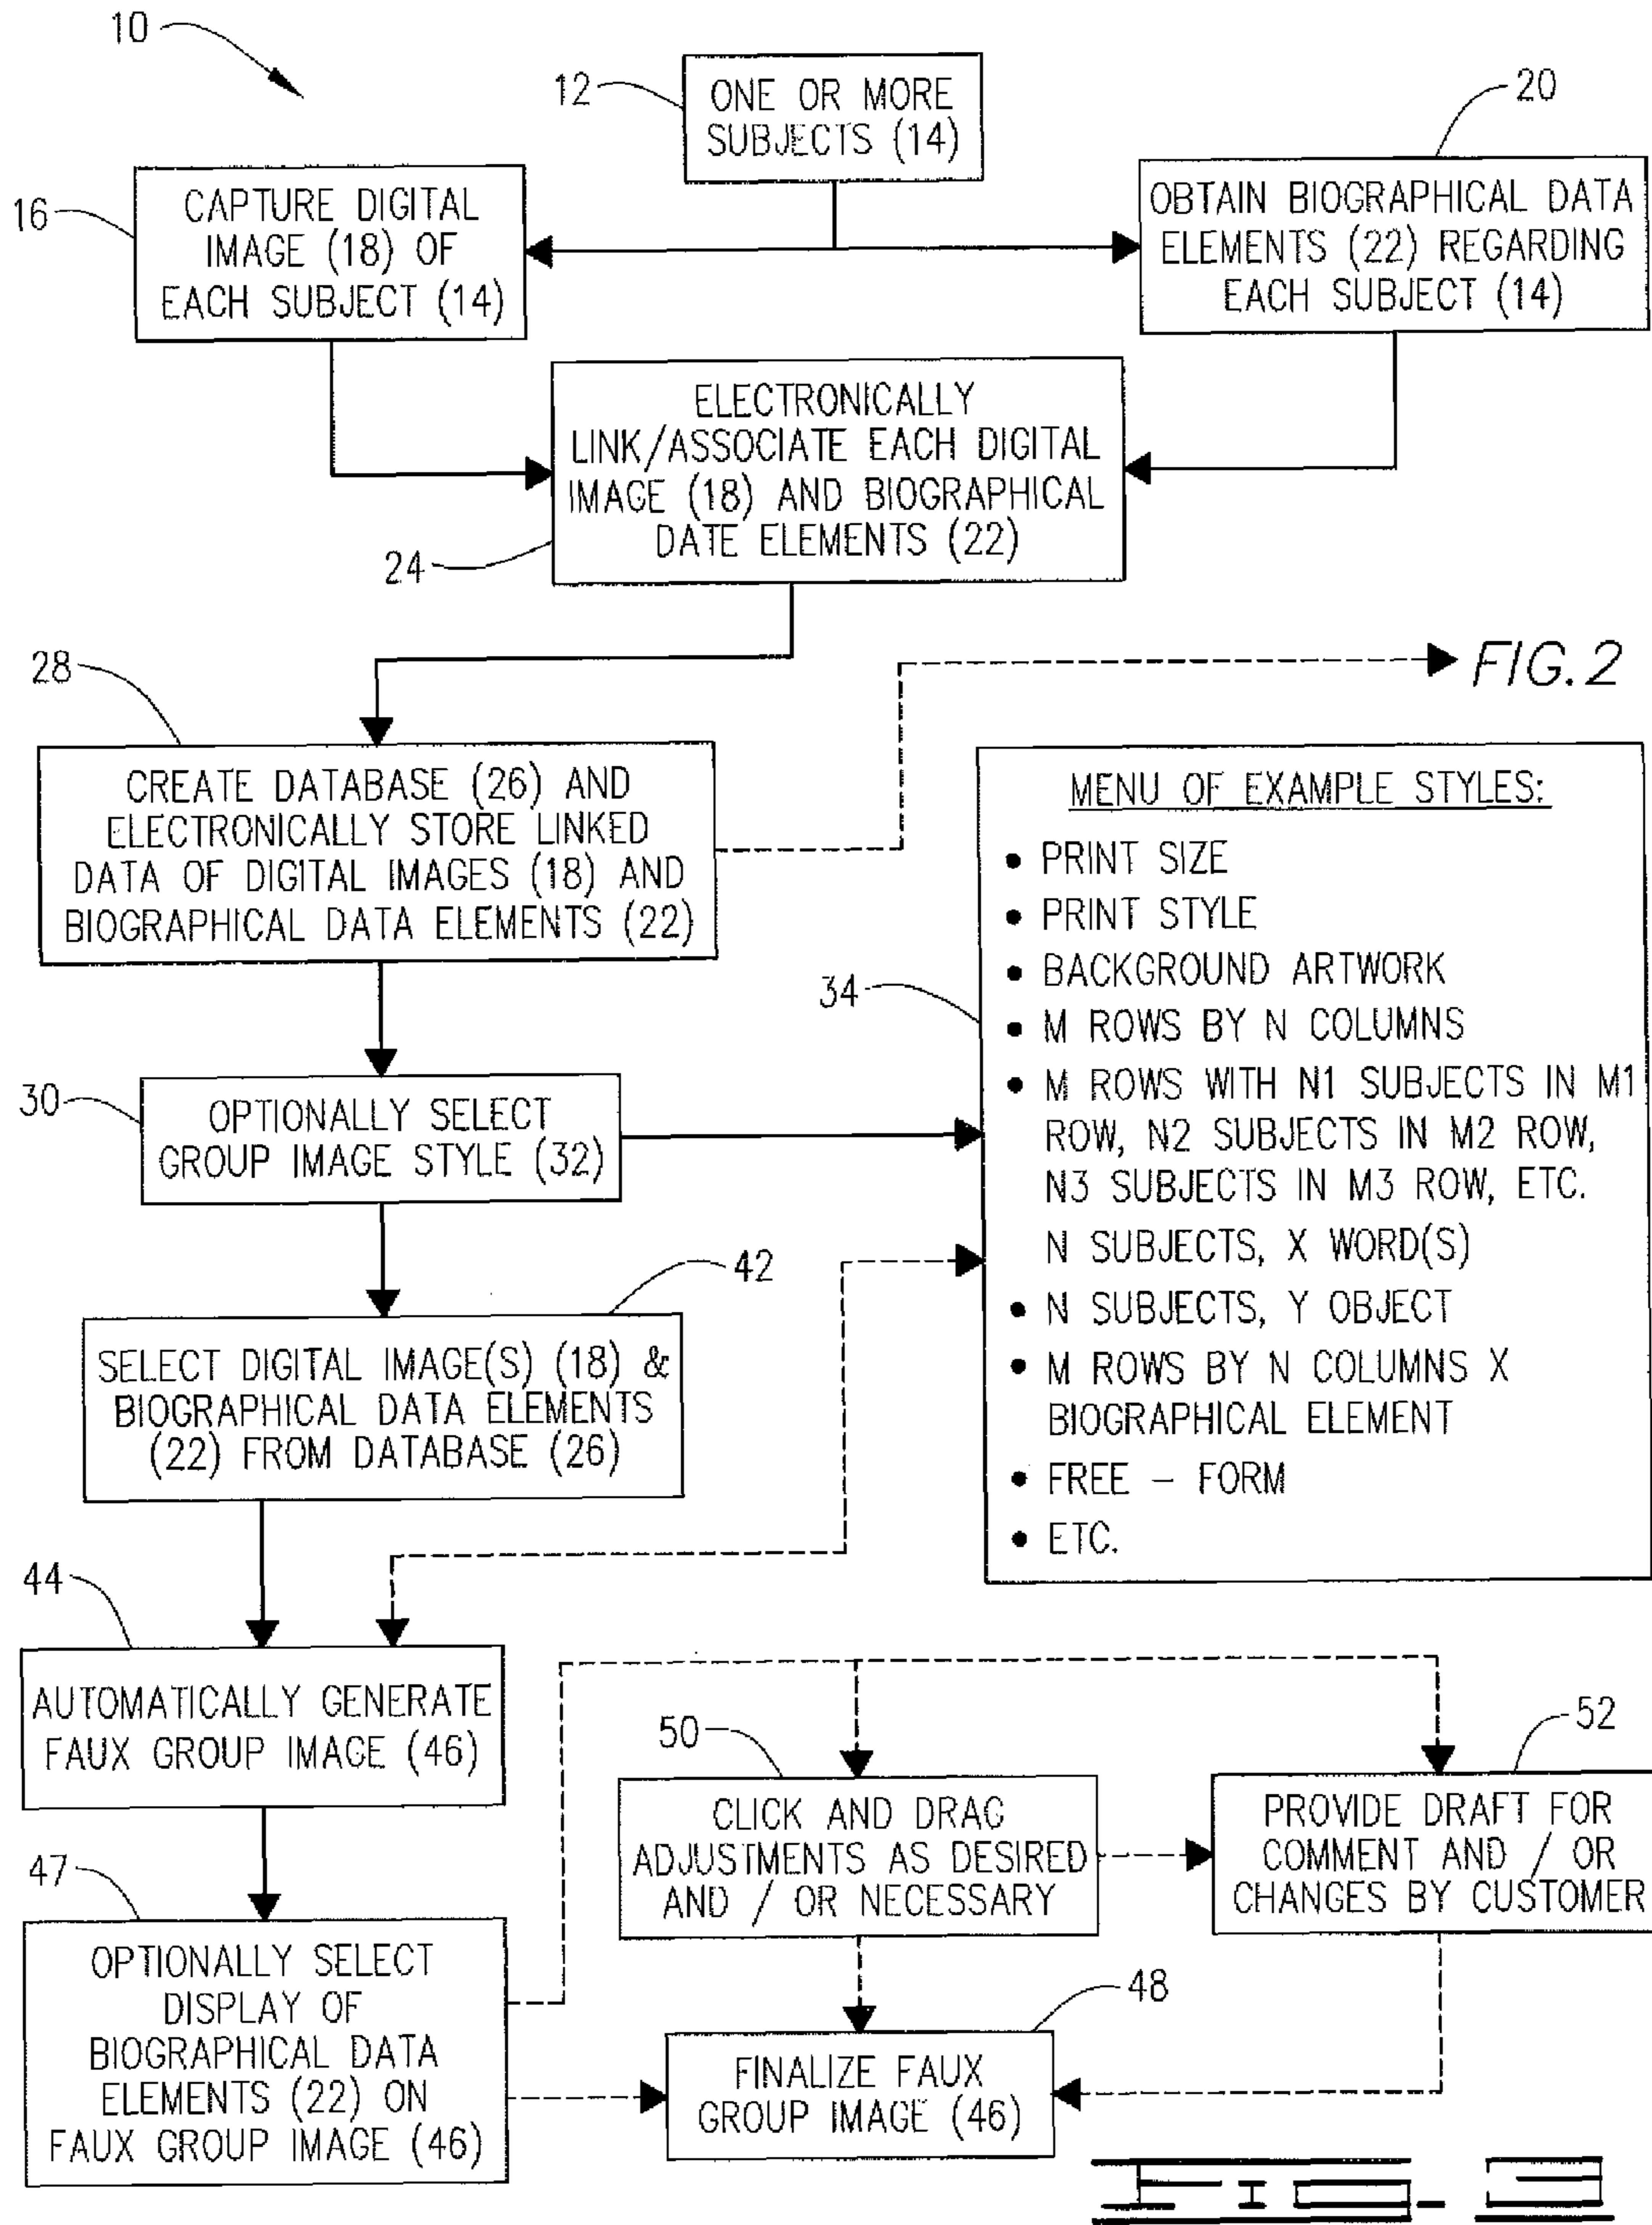 10
12
ONE OR MORE
SUBJECTS (14)
20
16
CAPTURE DIGITAL
IMAGE (18) OF
EACH SUBJECT (14)
OBTAIN BIOGRAPHICAL DATA
ELEMENTS (22) REGARDING
EACH SUBJECT (14)
ELECTRONICALLY
LINK/ASSOCIATE EACH DIGITAL
IMAGE (18) AND BIOGRAPHICAL
DATE ELEMENTS (22)
24
28
FIG. 2
CREATE DATABASE (26) AND
ELECTRONICALLY STORE LINKED
DATA OF DIGITAL IMAGES (18) AND
BIOGRAPHICAL DATA ELEMENTS (22)
30
OPTIONALLY SELECT
GROUP IMAGE STYLE (32)
34
MENU OF EXAMPLE STYLES:
• PRINT SIZE
• PRINT STYLE
• BACKGROUND ARTWORK
• M ROWS BY N COLUMNS
• M ROWS WITH N1 SUBJECTS IN M1
ROW, N2 SUBJECTS IN M2 ROW,
N3 SUBJECTS IN M3 ROW, ETC.
N SUBJECTS, X WORD(S)
• N SUBJECTS, Y OBJECT
• M ROWS BY N COLUMNS X
BIOGRAPHICAL ELEMENT
• FREE - FORM
• ETC.
42
SELECT DIGITAL IMAGE(S) (18) &
BIOGRAPHICAL DATA ELEMENTS
(22) FROM DATABASE (26)
44
AUTOMATICALLY GENERATE
FAUX GROUP IMAGE (46)
47
OPTIONALLY SELECT
DISPLAY OF
BIOGRAPHICAL DATA
ELEMENTS (22) ON
FAUX GROUP IMAGE (46)
50
CLICK AND DRAG
ADJUSTMENTS AS DESIRED
AND / OR NECESSARY
52
PROVIDE DRAFT FOR
COMMENT AND / OR
CHANGES BY CUSTOMER
48
FINALIZE FAUX
GROUP IMAGE (46)